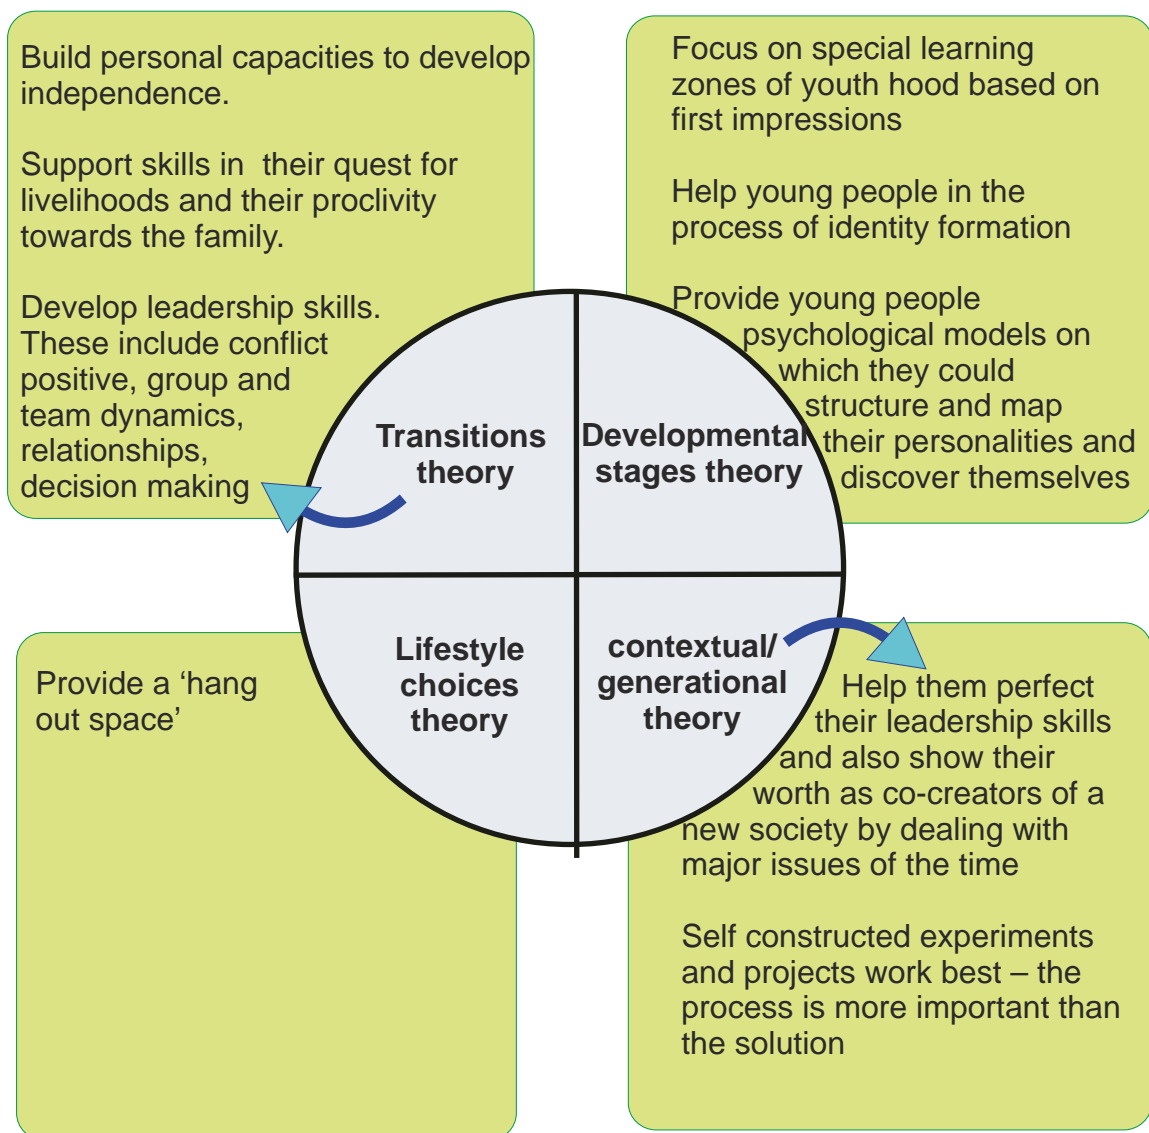 Build personal capacities to develop
independence.
Support skills in  their quest for
livelihoods and their proclivity
towards the family.
Develop leadership skills.
These include conflict
positive, group and
team dynamics,
relationships,
decision making
Focus on special learning
zones of youth hood based on
first impressions
Help young people in the
process of identity formation
Provide young people
psychological models on
which they could
structure and map
their personalities and
discover themselves
Transitions
theory
Developmental
stages theory
Lifestyle
choices
theory
contextual/
generational
theory
Provide a ‘hang
out space’
Help them perfect
their leadership skills
and also show their
worth as co-creators of a
new society by dealing with
major issues of the time
Self constructed experiments
and projects work best – the
process is more important than
the solution